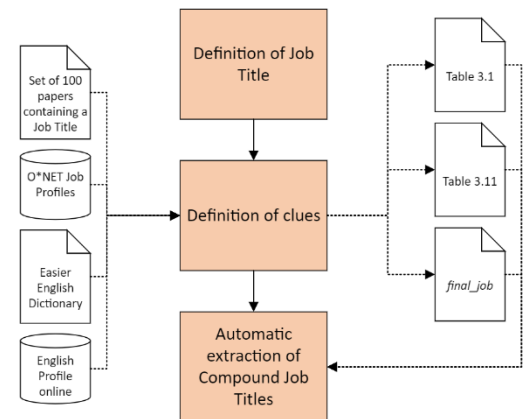 Set of 100
papers
containing a
Job Title
O*NET Job
Profiles
Easier
English
Dictionary
English
Profile
online
Definition of Job
Title
Definition of clues
Automatic
extraction of
Compound Job
Titles
Table 3.1
Table 3.11
final_job